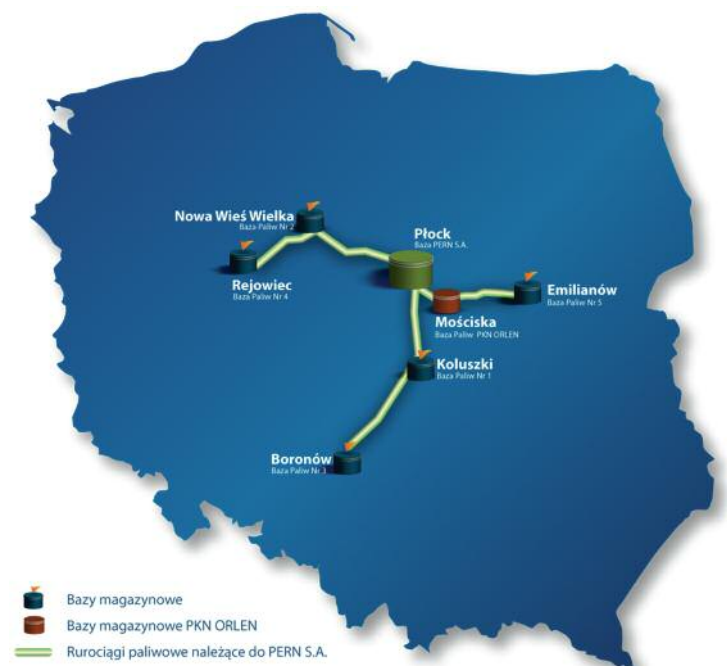 Nowa Wieś Wielka
Baza Paliw Nr 2
Płock
Baza PERN S.A.
Rejowiec
Baza Paliw Nr 4
Emilianów
Baza Paliw Nr 5
Mościska
Baza Paliw PKN ORLEN
Koluszki
Baza Paliw Nr 1
Boronów
Baza Paliw Nr 3
Bazy magazynowe
Bazy magazynowe PKN ORLEN
Rurociągi paliwowe należące do PERN S.A.